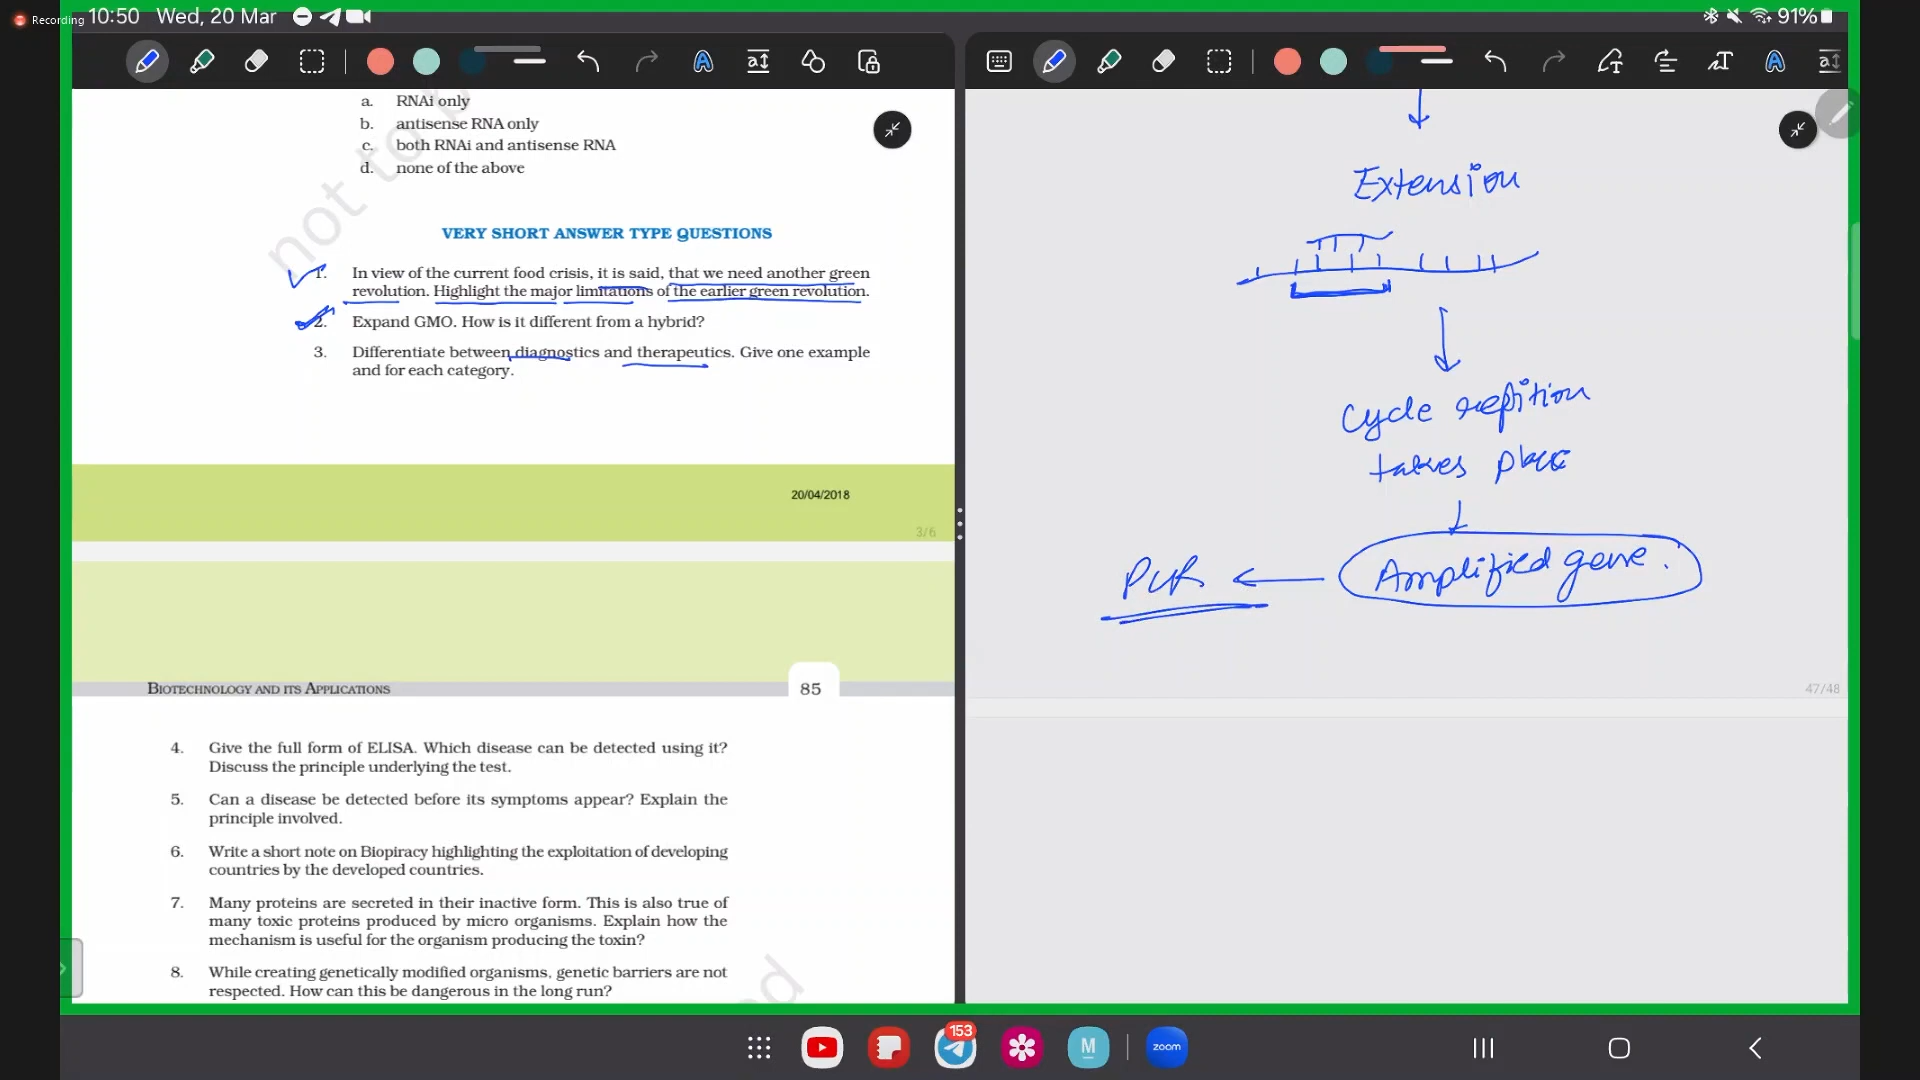 Recording
10:50 Wed, 20 Mar
91%
a. RNAi only
b. antisense RNA only
c. both RNAi and antisense RNA
d. none of the above
not to b
VERY SHORT ANSWER TYPE QUESTIONS
1. In view of the current food crisis, it is said, that we need another green
revolution. Highlight the major limitations of the earlier green revolution.
2. Expand GMO. How is it different from a hybrid?
3. Differentiate between diagnostics and therapeutics. Give one example
and for each category.
20/04/2018
3/6
BIOTECHNOLOGY AND ITS APPLICATIONS
85
4. Give the full form of ELISA. Which disease can be detected using it?
Discuss the principle underlying the test.
5. Can a disease be detected before its symptoms appear? Explain the
principle involved.
6. Write a short note on Biopiracy highlighting the exploitation of developing
countries by the developed countries.
7. Many proteins are secreted in their inactive form. This is also true of
many toxic proteins produced by micro organisms. Explain how the
mechanism is useful for the organism producing the toxin?
8. While creating genetically modified organisms, genetic barriers are not
respected. How can this be dangerous in the long run?
ed
Extension
Cycle
takes place
Amplified gene.
PCR
47/48
153
M
zoom